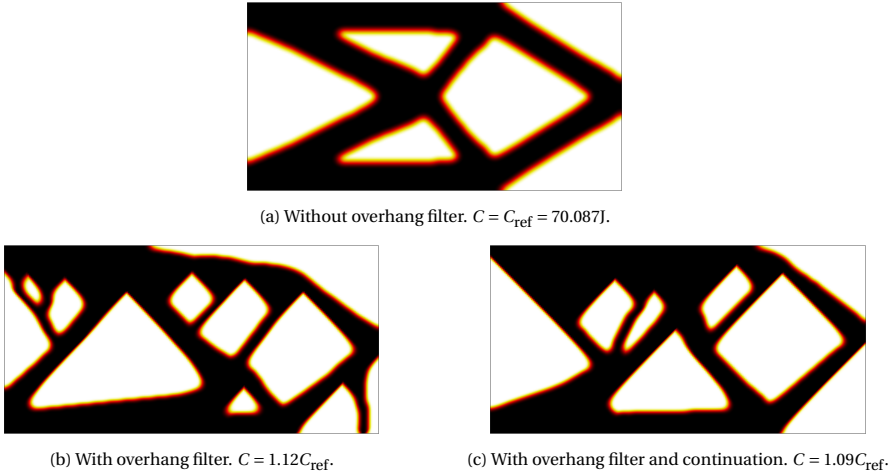 (a) Without overhang filter. C = C_ref = 70.087J.
(b) With overhang filter. C = 1.12C_ref.
(c) With overhang filter and continuation. C = 1.09C_ref.